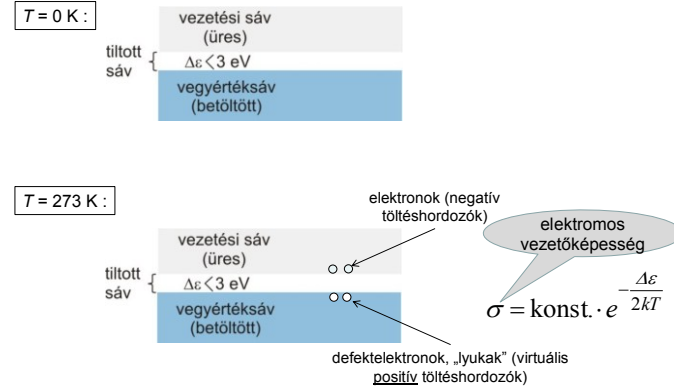 T = 0 K :
vezetési sáv
(üres)
tiltott
sáv
Δε<3 eV
vegyértéksáv
(betöltött)
T = 273 K :
elektronok (negatív
töltéshordozók)
elektromos
vezetőképesség
vezetési sáv
(üres)
tiltott
sáv
Δε<3 eV
vegyértéksáv
(betöltött)
σ = konst. · e^{-Δε/2kT}
defektelektronok, „lyukak” (virtuális
positív töltéshordozók)